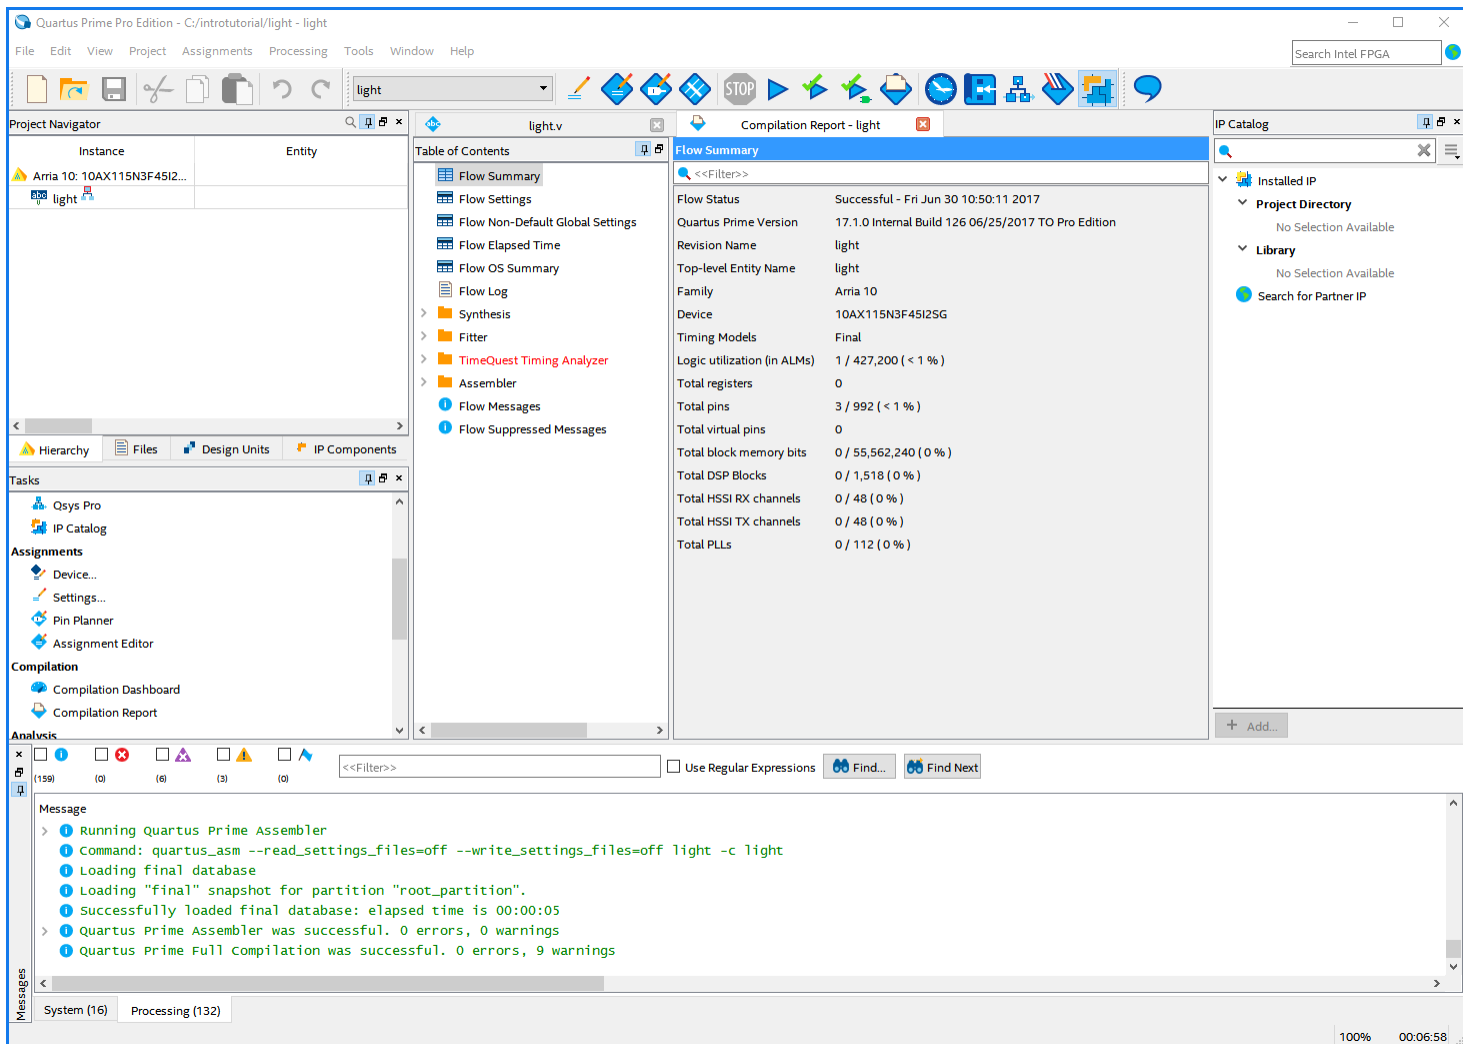 Quartus Prime Pro Edition - C:/introtutorial/light - light
File Edit View Project Assignments Processing Tools Window Help
Search Intel FPGA
light
STOP
Project Navigator
Instance Entity
Arria 10: 10AX115N3F45I2...
abc light
Hierarchy Files Design Units IP Components
Tasks
Qsys Pro
IP Catalog
Assignments
Device...
Settings...
Pin Planner
Assignment Editor
Compilation
Compilation Dashboard
Compilation Report
Analysis
abc light.v
Compilation Report - light
Table of Contents
Flow Summary
Flow Settings
Flow Non-Default Global Settings
Flow Elapsed Time
Flow OS Summary
Flow Log
Synthesis
Fitter
TimeQuest Timing Analyzer
Assembler
Flow Messages
Flow Suppressed Messages
Flow Summary
<<Filter>>
Flow Status Successful - Fri Jun 30 10:50:11 2017
Quartus Prime Version 17.1.0 Internal Build 126 06/25/2017 TO Pro Edition
Revision Name light
Top-level Entity Name light
Family Arria 10
Device 10AX115N3F45I2SG
Timing Models Final
Logic utilization (in ALMs) 1 / 427,200 ( < 1 % )
Total registers 0
Total pins 3 / 992 ( < 1 % )
Total virtual pins 0
Total block memory bits 0 / 55,562,240 ( 0 % )
Total DSP Blocks 0 / 1,518 ( 0 % )
Total HSSI RX channels 0 / 48 ( 0 % )
Total HSSI TX channels 0 / 48 ( 0 % )
Total PLLs 0 / 112 ( 0 % )
IP Catalog
Installed IP
Project Directory
No Selection Available
Library
No Selection Available
Search for Partner IP
+ Add...
(159) (0) (6) (3) (0)
<<Filter>>
Use Regular Expressions Find... Find Next
Message
Running Quartus Prime Assembler
Command: quartus_asm --read_settings_files=off --write_settings_files=off light -c light
Loading final database
Loading "final" snapshot for partition "root_partition".
Successfully loaded final database: elapsed time is 00:00:05
Quartus Prime Assembler was successful. 0 errors, 0 warnings
Quartus Prime Full Compilation was successful. 0 errors, 9 warnings
Messages
System (16) Processing (132)
100% 00:06:58